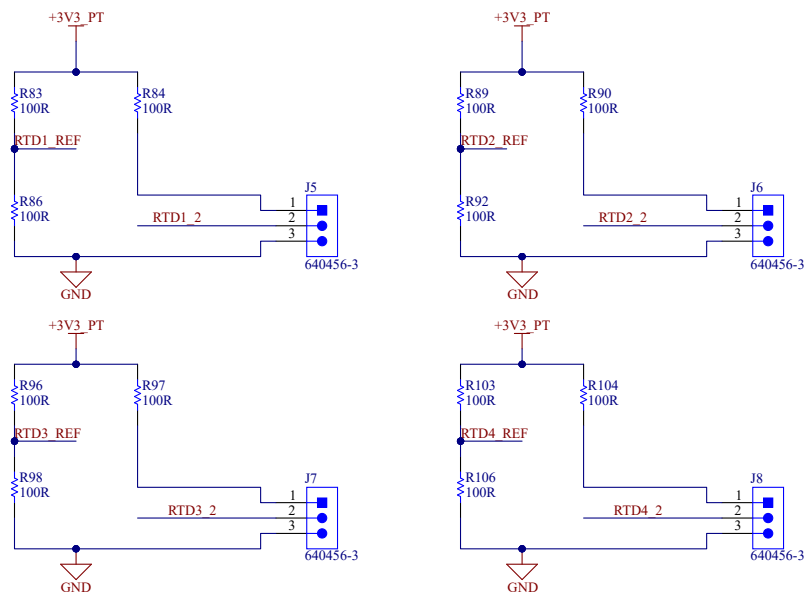 +3V3_PT
R83
100R
R84
100R
RTD1_REF
R86
100R
RTD1_2
J5
1
2
3
640456-3
GND
+3V3_PT
R89
100R
R90
100R
RTD2_REF
R92
100R
RTD2_2
J6
1
2
3
640456-3
GND
+3V3_PT
R96
100R
R97
100R
RTD3_REF
R98
100R
RTD3_2
J7
1
2
3
640456-3
GND
+3V3_PT
R103
100R
R104
100R
RTD4_REF
R106
100R
RTD4_2
J8
1
2
3
640456-3
GND